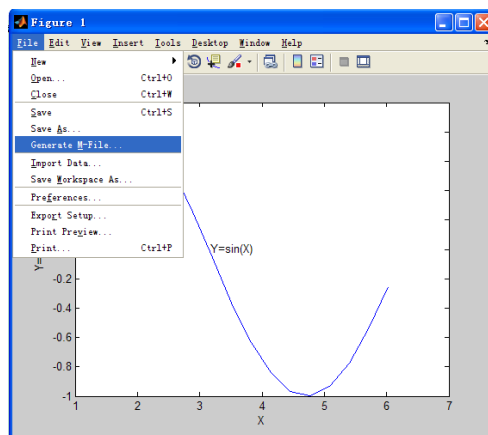 Figure 1
File Edit View Insert Tools Desktop Window Help
New
Open... Ctrl+O
Close Ctrl+W
Save Ctrl+S
Save As...
Generate M-File...
Import Data...
Save Workspace As...
Preferences...
Export Setup...
Print Preview...
Print... Ctrl+P
Y=sin(X)
Y=
-0.2
-0.4
-0.6
-0.8
-1
1 2 3 4 5 6 7
X